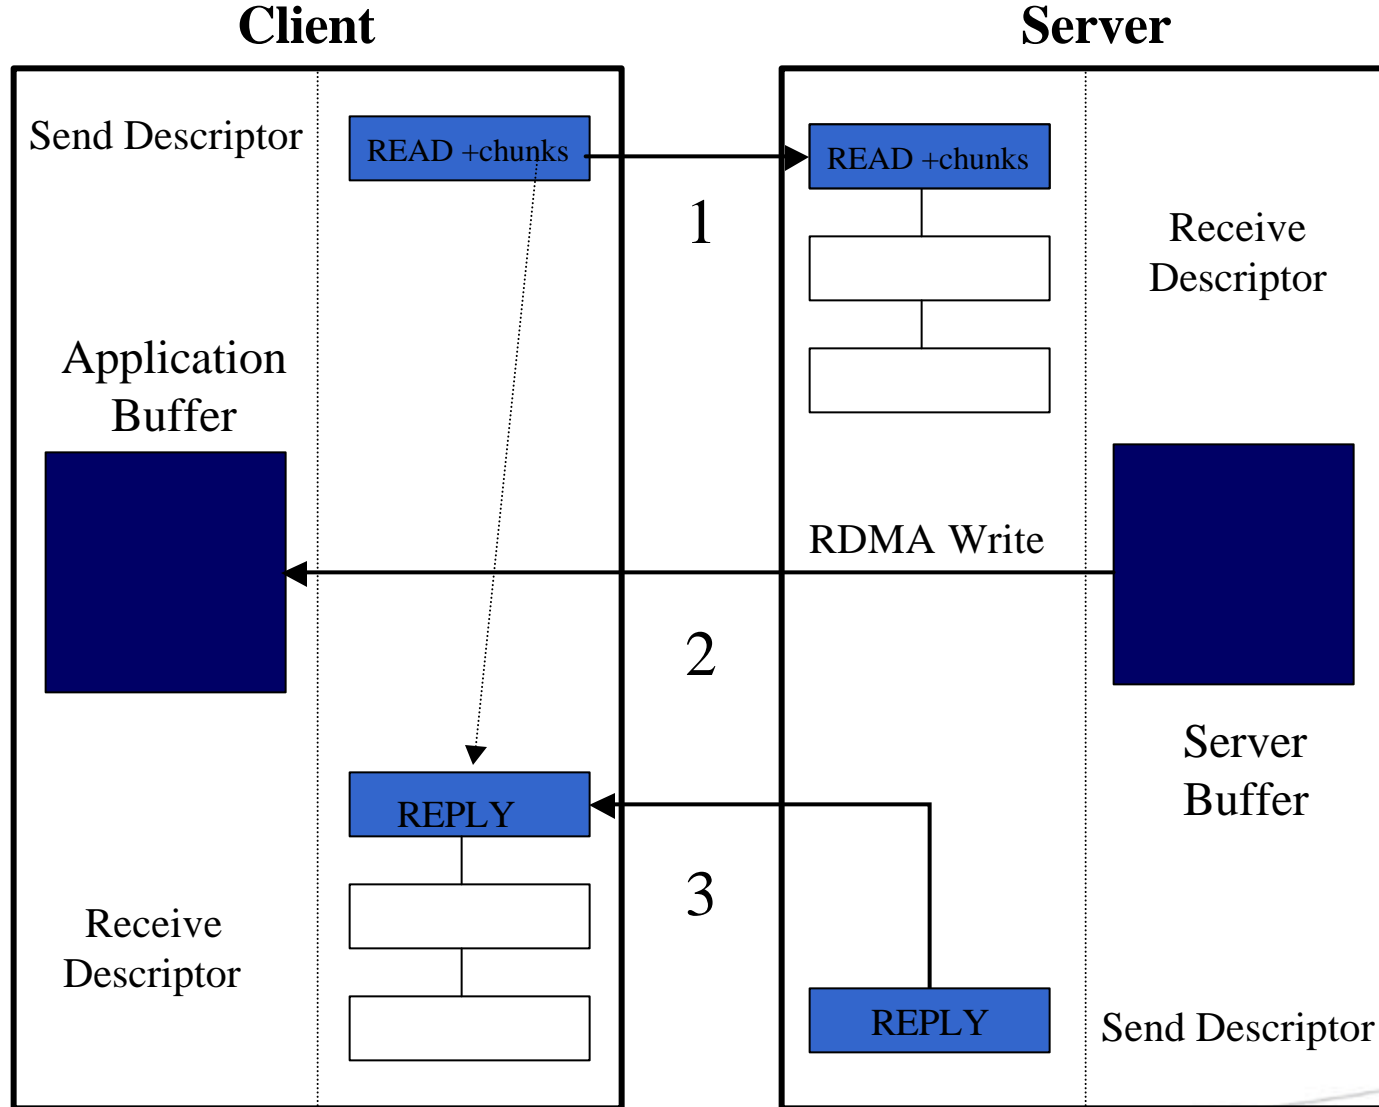 Client
Server
Send Descriptor
READ +chunks
READ +chunks
1
Receive
Descriptor
Application
Buffer
RDMA Write
2
Server
Buffer
REPLY
3
Receive
Descriptor
REPLY
Send Descriptor